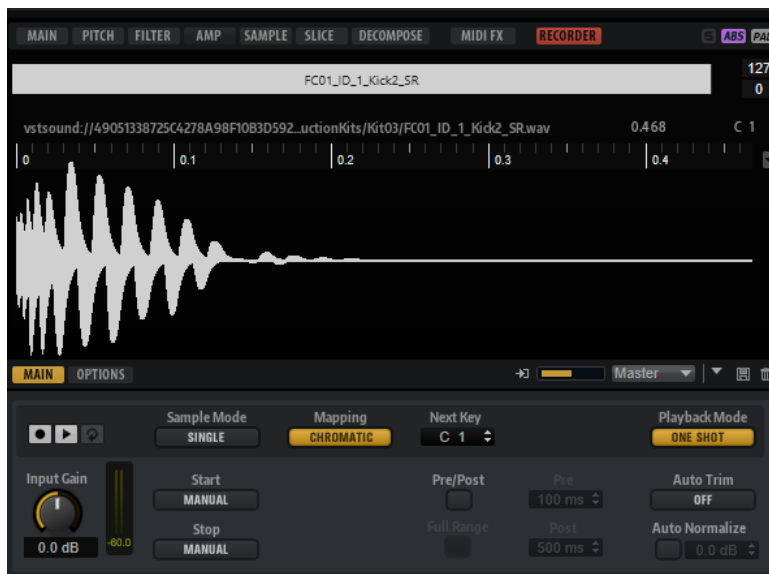 MAIN PITCH FILTER AMP SAMPLE SLICE DECOMPOSE MIDI FX RECORDER S ABS PAD
FC01_ID_1_Kick2_SR 127
0
vstsound://49051338725C4278A98F10B3D592...uctionKits/Kit03/FC01_ID_1_Kick2_SR.wav 0.468 C 1
0 0.1 0.2 0.3 0.4
MAIN OPTIONS Master
Sample Mode Mapping Next Key Playback Mode
SINGLE CHROMATIC C 1 ONE SHOT
Input Gain Start Pre/Post Pre Auto Trim
MANUAL 100 ms OFF
Stop Full Range Post Auto Normalize
0.0 dB -60.0 MANUAL 500 ms 0.0 dB